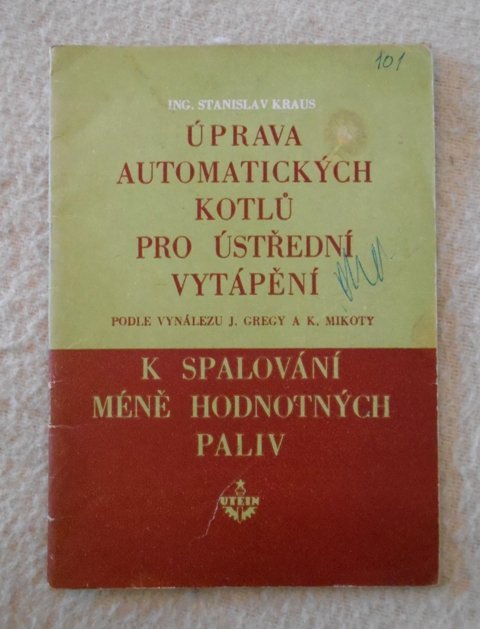 101
ING. STANISLAV KRAUS
ÚPRAVA
AUTOMATICKÝCH
KOTLŮ
PRO ÚSTŘEDNÍ
VYTÁPĚNÍ
PODLE VYNÁLEZU J. GREGY A K. MIKOTY
K SPALOVÁNÍ
MÉNĚ HODNOTNÝCH
PALIV
UTEIN